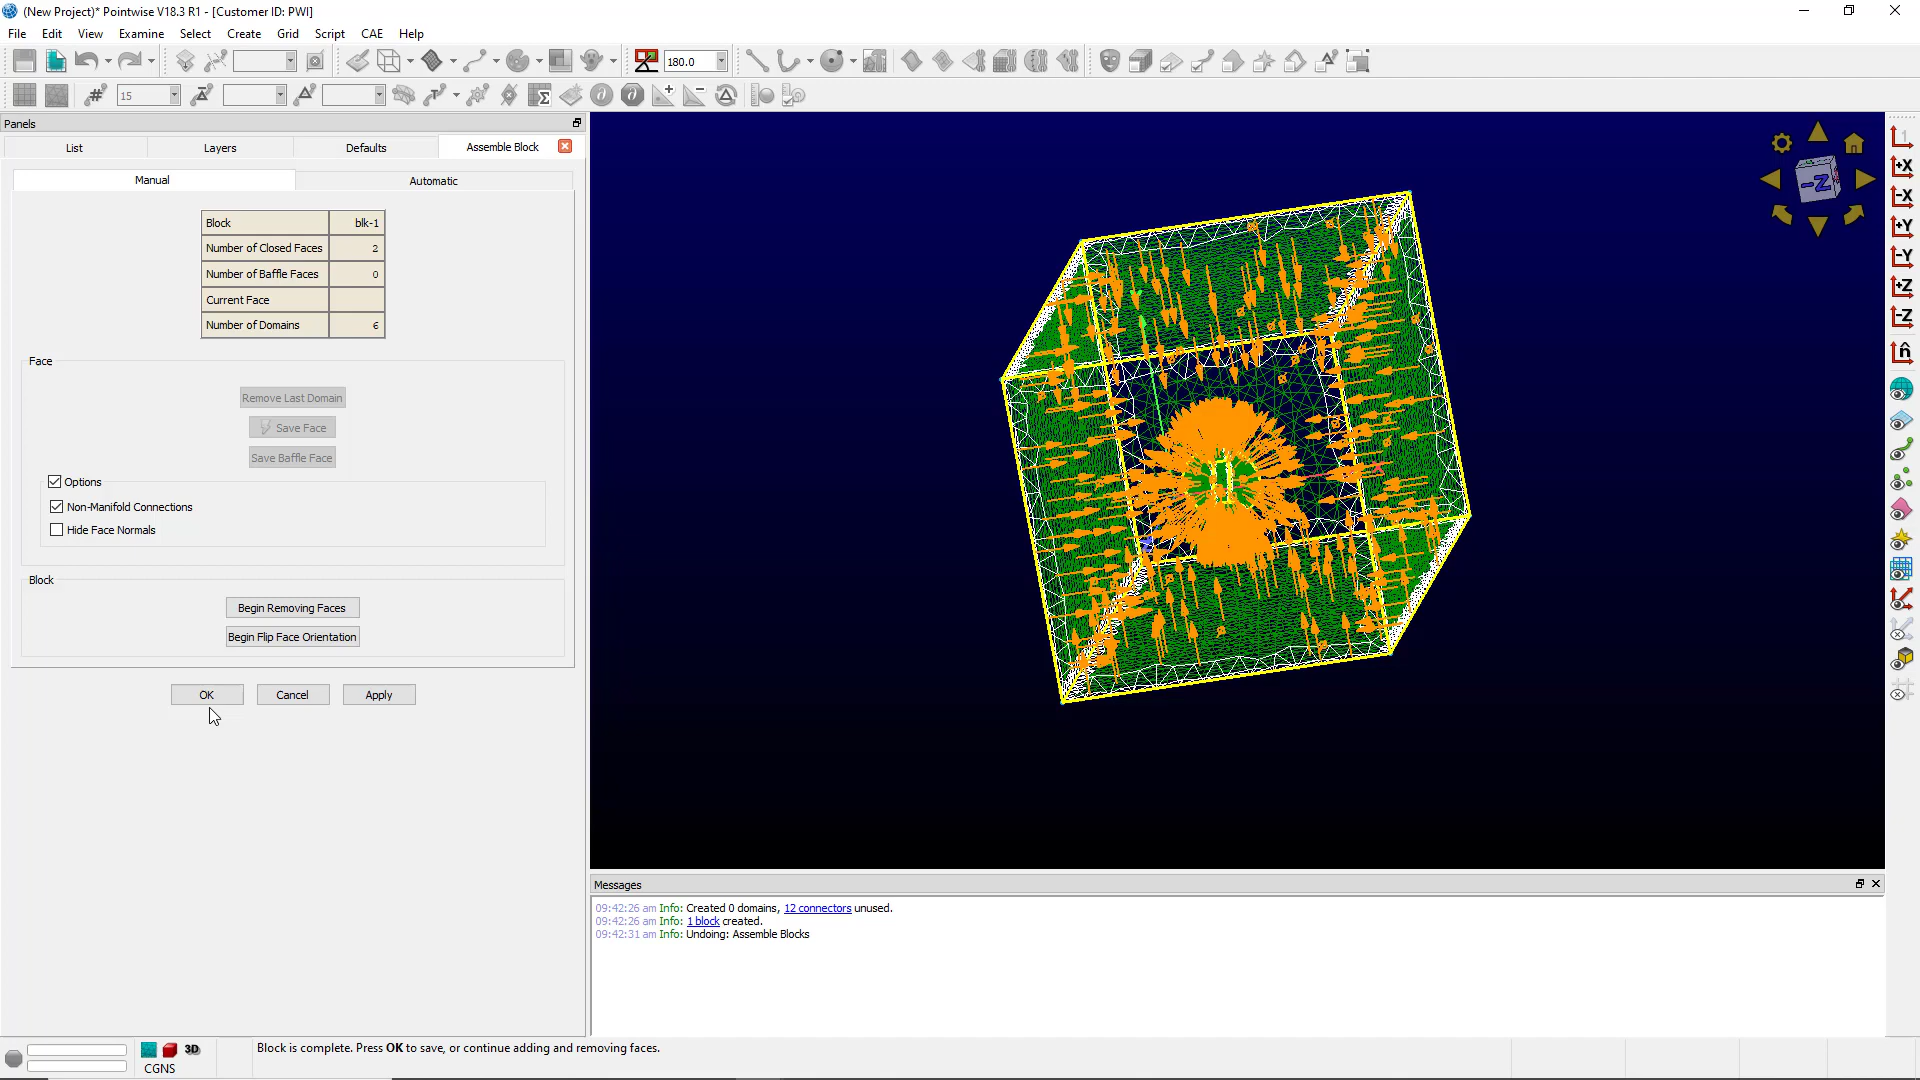 (New Project)* Pointwise V18.3 R1 - [Customer ID: PWI]
File Edit View Examine Select Create Grid Script CAE Help
180.0
15
Panels
List Layers Defaults Assemble Block
Manual Automatic
Block blk-1
Number of Closed Faces 2
Number of Baffle Faces 0
Current Face
Number of Domains 6
Face
Remove Last Domain
Save Face
Save Baffle Face
Options
Non-Manifold Connections
Hide Face Normals
Block
Begin Removing Faces
Begin Flip Face Orientation
OK Cancel Apply
-Z
+X
-X
+Y
-Y
+Z
-Z
n̂
Messages
09:42:26 am Info: Created 0 domains, 12 connectors unused.
09:42:26 am Info: 1 block created.
09:42:31 am Info: Undoing: Assemble Blocks
3D
CGNS
Block is complete. Press OK to save, or continue adding and removing faces.